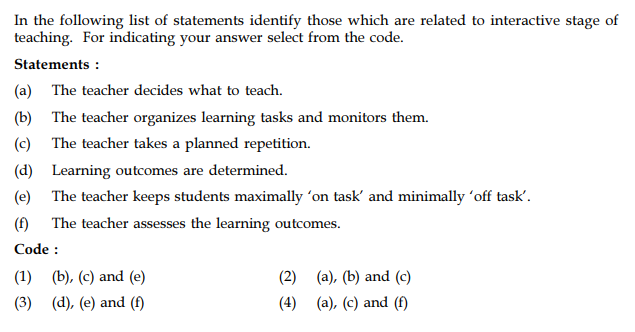 In the following list of statements identify those which are related to interactive stage of
teaching. For indicating your answer select from the code.
Statements :
(a) The teacher decides what to teach.
(b) The teacher organizes learning tasks and monitors them.
(c) The teacher takes a planned repetition.
(d) Learning outcomes are determined.
(e) The teacher keeps students maximally ‘on task’ and minimally ‘off task’.
(f) The teacher assesses the learning outcomes.
Code :
(1) (b), (c) and (e) (2) (a), (b) and (c)
(3) (d), (e) and (f) (4) (a), (c) and (f)